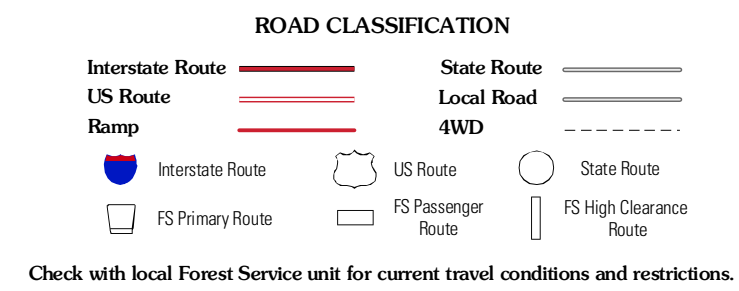 ROAD CLASSIFICATION
Interstate Route
State Route
US Route
Local Road
Ramp
4WD
Interstate Route
US Route
State Route
FS Primary Route
FS Passenger
Route
FS High Clearance
Route
Check with local Forest Service unit for current travel conditions and restrictions.